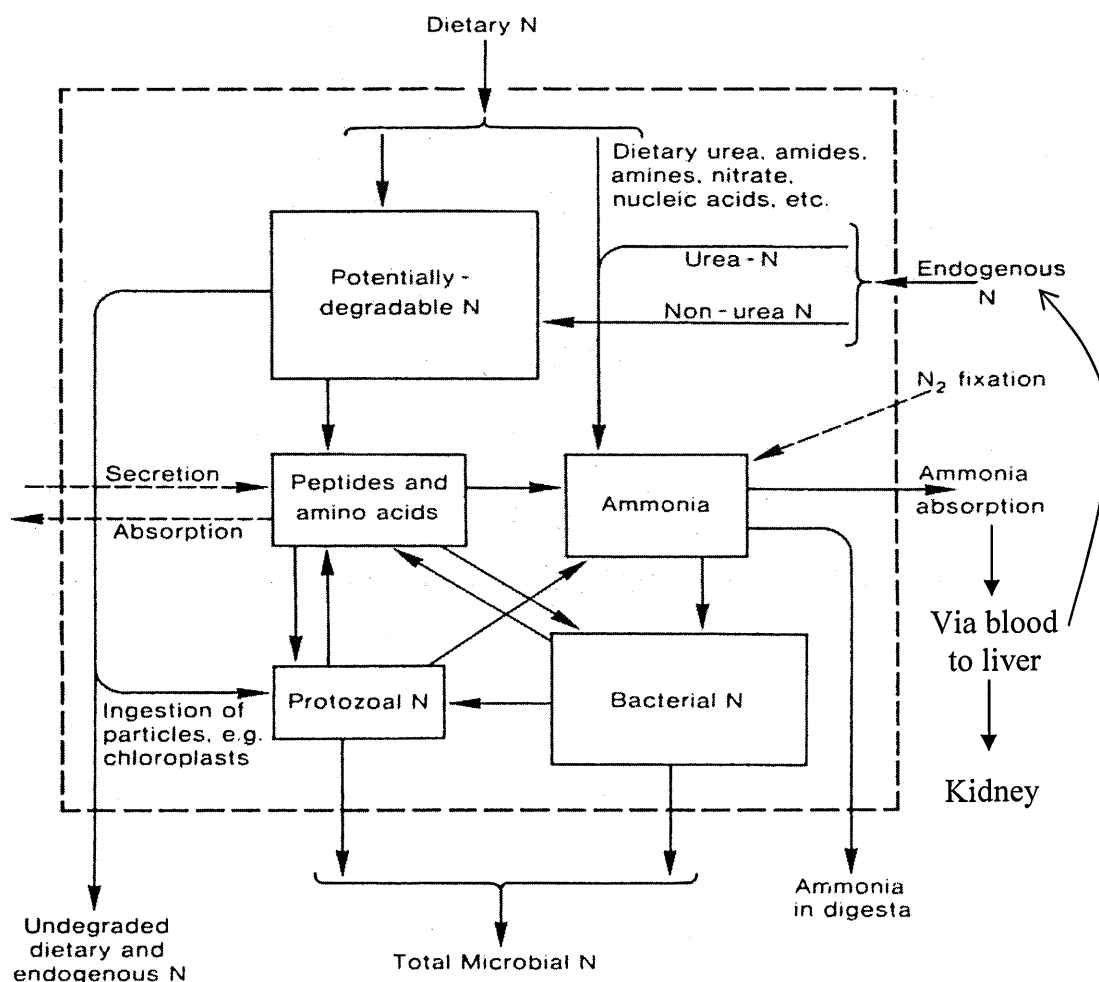 Dietary N
Dietary urea, amides,
amines, nitrate,
nucleic acids, etc.
Potentially-
degradable N
Urea-N
Non-urea N
Endogenous
N
N2 fixation
Secretion
Absorption
Peptides and
amino acids
Ammonia
Ammonia
absorption
Via blood
to liver
Kidney
Protozoal N
Bacterial N
Ingestion of
particles, e.g.
chloroplasts
Undegraded
dietary and
endogenous N
Total Microbial N
Ammonia
in digesta